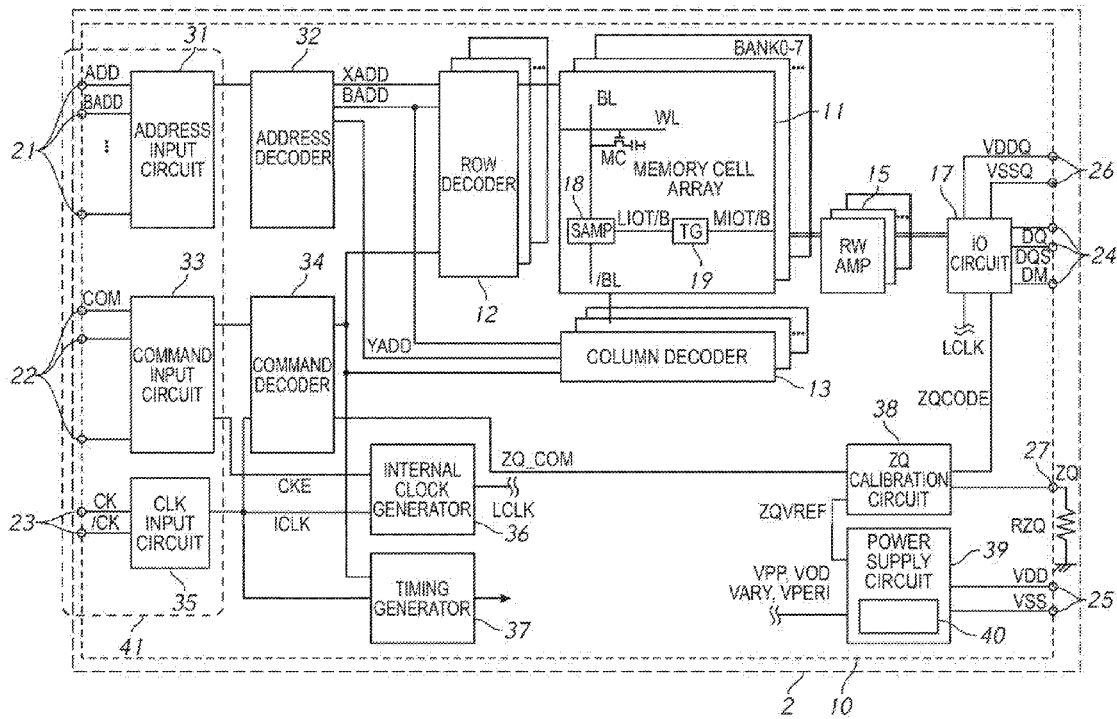 BANK0-7
31
32
ADD
XADD
BADD
BADD
21
ADDRESS
INPUT
CIRCUIT
ADDRESS
DECODER
ROW
DECODER
12
BL
WL
MC
11
MEMORY CELL
ARRAY
18
SAMP
LIOT/B
TG
MIOT/B
19
/BL
15
RW
AMP
17
IO
CIRCUIT
VDDQ
VSSQ
26
DQ
DQS
DM
24
LCLK
33
34
COM
22
COMMAND
INPUT
CIRCUIT
COMMAND
DECODER
YADD
COLUMN DECODER
13
ZQCODE
38
ZQ
CALIBRATION
CIRCUIT
27
ZQ
RZQ
ZQ_COM
CKE
INTERNAL
CLOCK
GENERATOR
LCLK
36
ZQVREF
CK
/CK
23
CLK
INPUT
CIRCUIT
35
ICLK
TIMING
GENERATOR
37
VPP, VOD
VARY, VPERI
POWER
SUPPLY
CIRCUIT
39
40
VDD
VSS
25
41
2
10